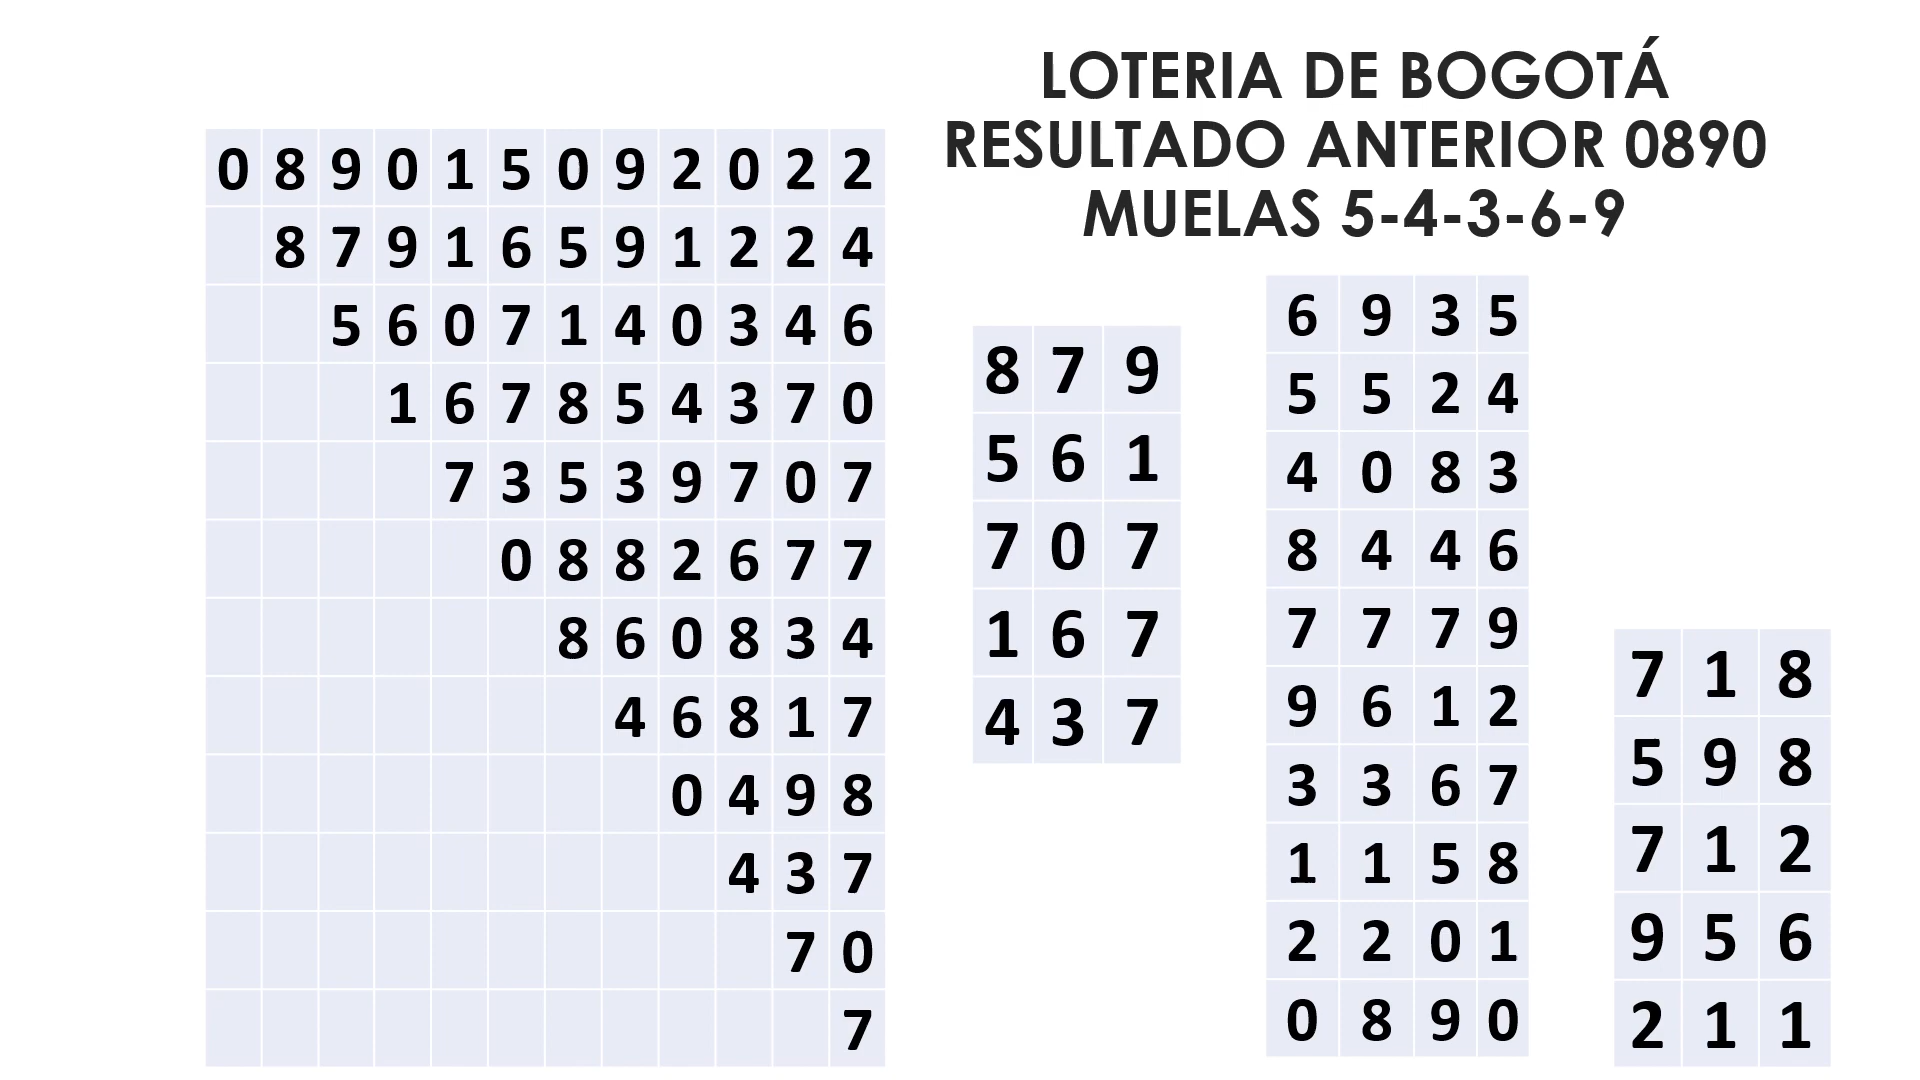 LOTERIA DE BOGOTÁ
RESULTADO ANTERIOR 0890
MUELAS 5-4-3-6-9
0 8 9 0 1 5 0 9 2 0 2 2
8 7 9 1 6 5 9 1 2 2 4
5 6 0 7 1 4 0 3 4 6
1 6 7 8 5 4 3 7 0
7 3 5 3 9 7 0 7
0 8 8 2 6 7 7
8 6 0 8 3 4
4 6 8 1 7
0 4 9 8
4 3 7
7 0
7
8 7 9
5 6 1
7 0 7
1 6 7
4 3 7
6 9 3 5
5 5 2 4
4 0 8 3
8 4 4 6
7 7 7 9
9 6 1 2
3 3 6 7
1 1 5 8
2 2 0 1
0 8 9 0
7 1 8
5 9 8
7 1 2
9 5 6
2 1 1